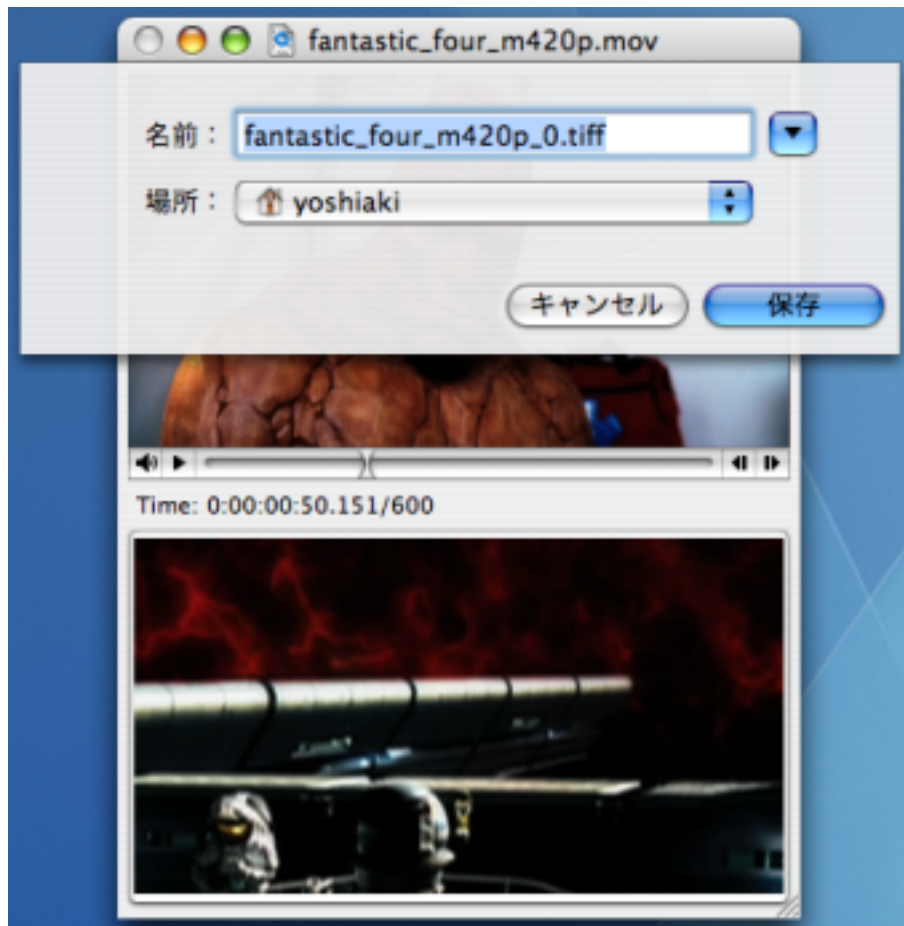 fantastic_four_m420p.mov
名前： fantastic_four_m420p_0.tiff
場所： yoshiaki
キャンセル 保存
Time: 0:00:00:50.151/600